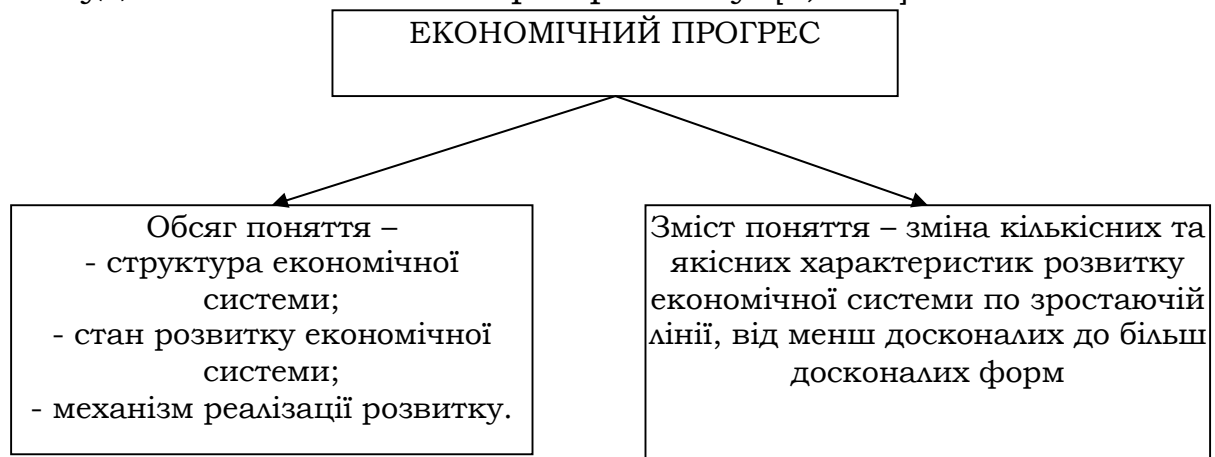 ЕКОНОМІЧНИЙ ПРОГРЕС
Обсяг поняття –
- структура економічної
системи;
- стан розвитку економічної
системи;
- механізм реалізації розвитку.
Зміст поняття – зміна кількісних та
якісних характеристик розвитку
економічної системи по зростаючій
лінії, від менш досконалих до більш
досконалих форм